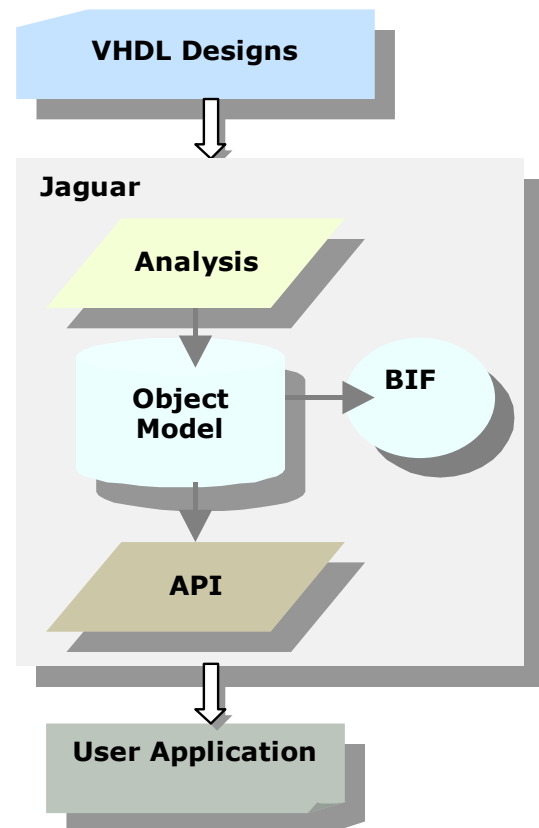 VHDL Designs
Jaguar
Analysis
Object
Model
BIF
API
User Application